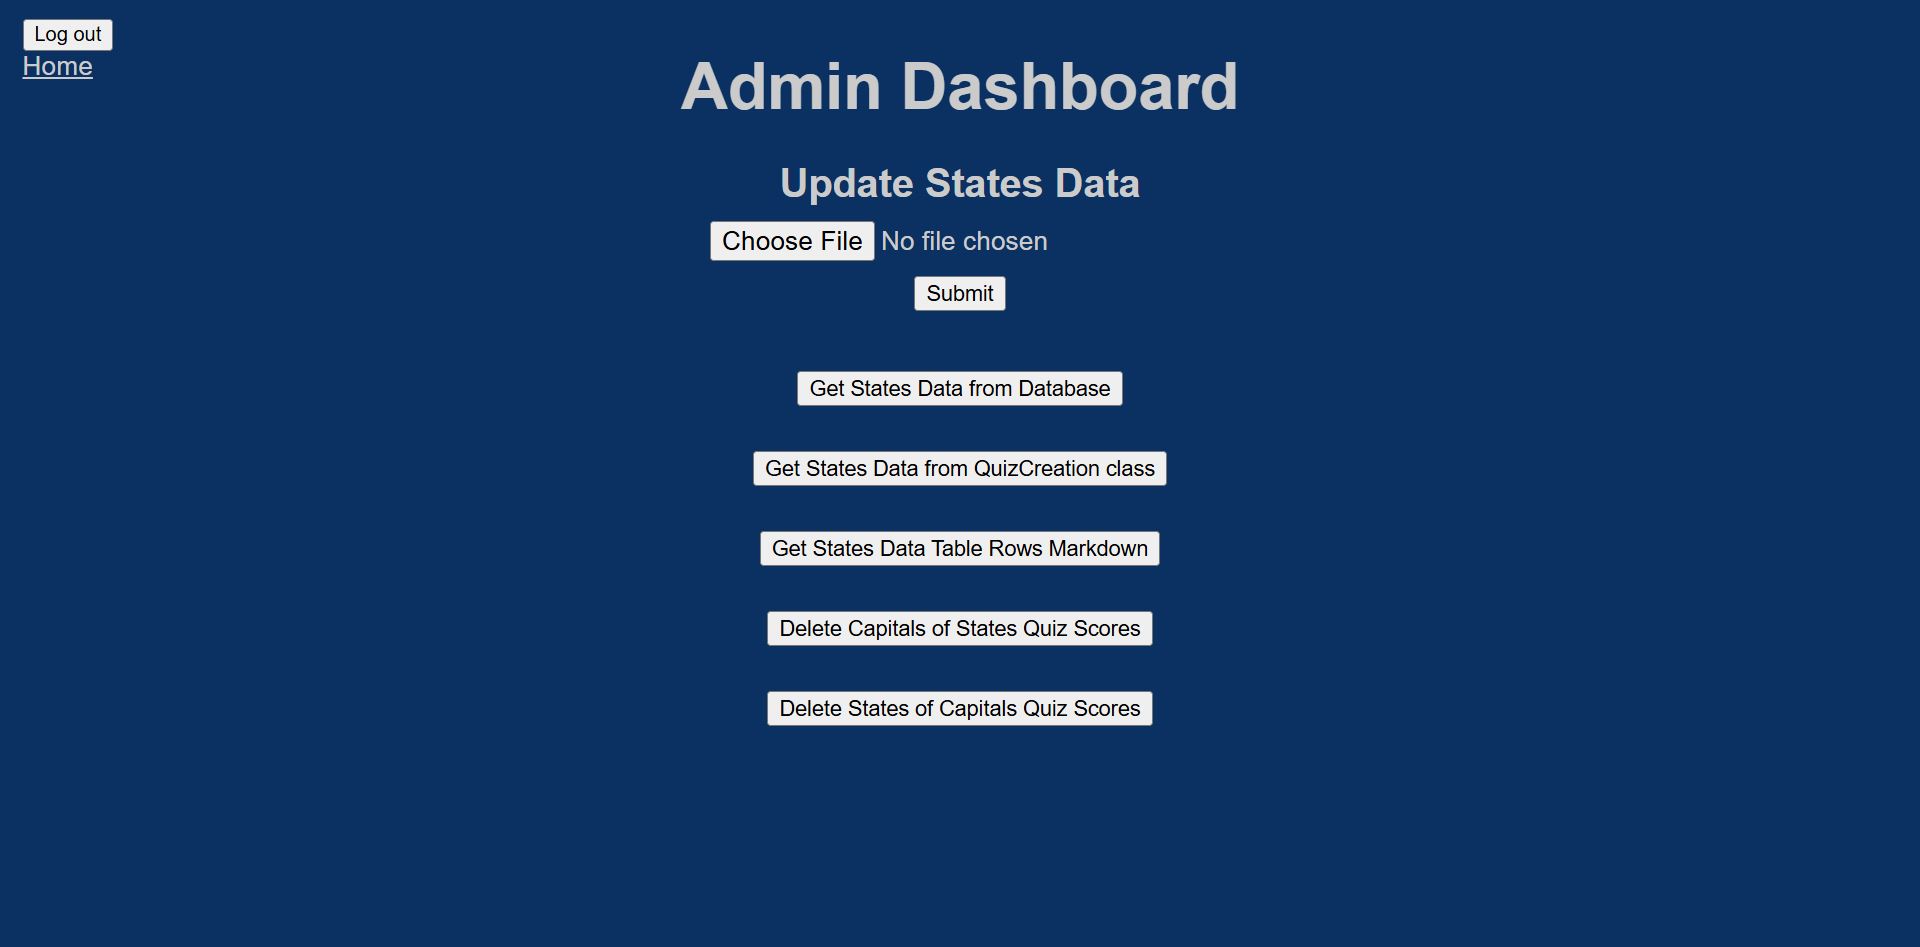 Log out
Home
Admin Dashboard
Update States Data
Choose File No file chosen
Submit
Get States Data from Database
Get States Data from QuizCreation class
Get States Data Table Rows Markdown
Delete Capitals of States Quiz Scores
Delete States of Capitals Quiz Scores